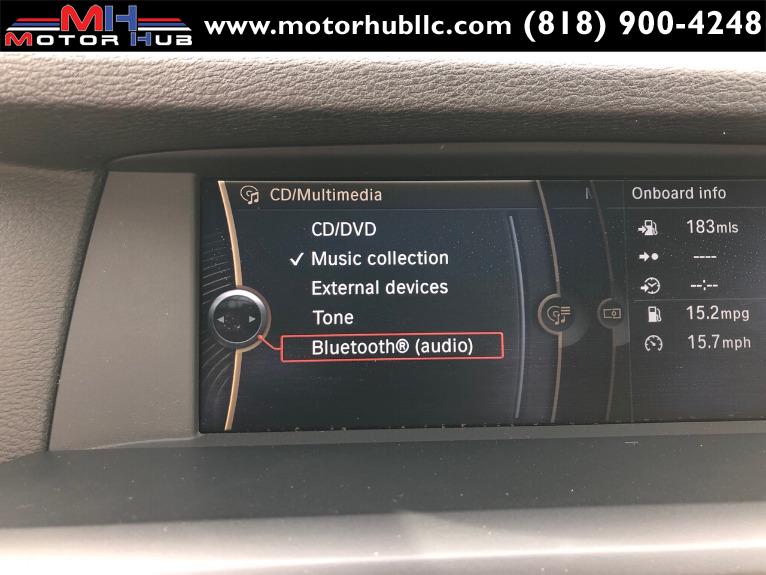 MH
MOTOR HUB
www.motorhubllc.com (818) 900-4248
CD/Multimedia
CD/DVD
✓ Music collection
External devices
Tone
Bluetooth® (audio)
Onboard info
183mls
----
--:--
15.2mpg
15.7mph